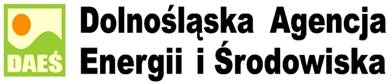 DAEŚ
Dolnośląska Agencja
Energii i Środowiska